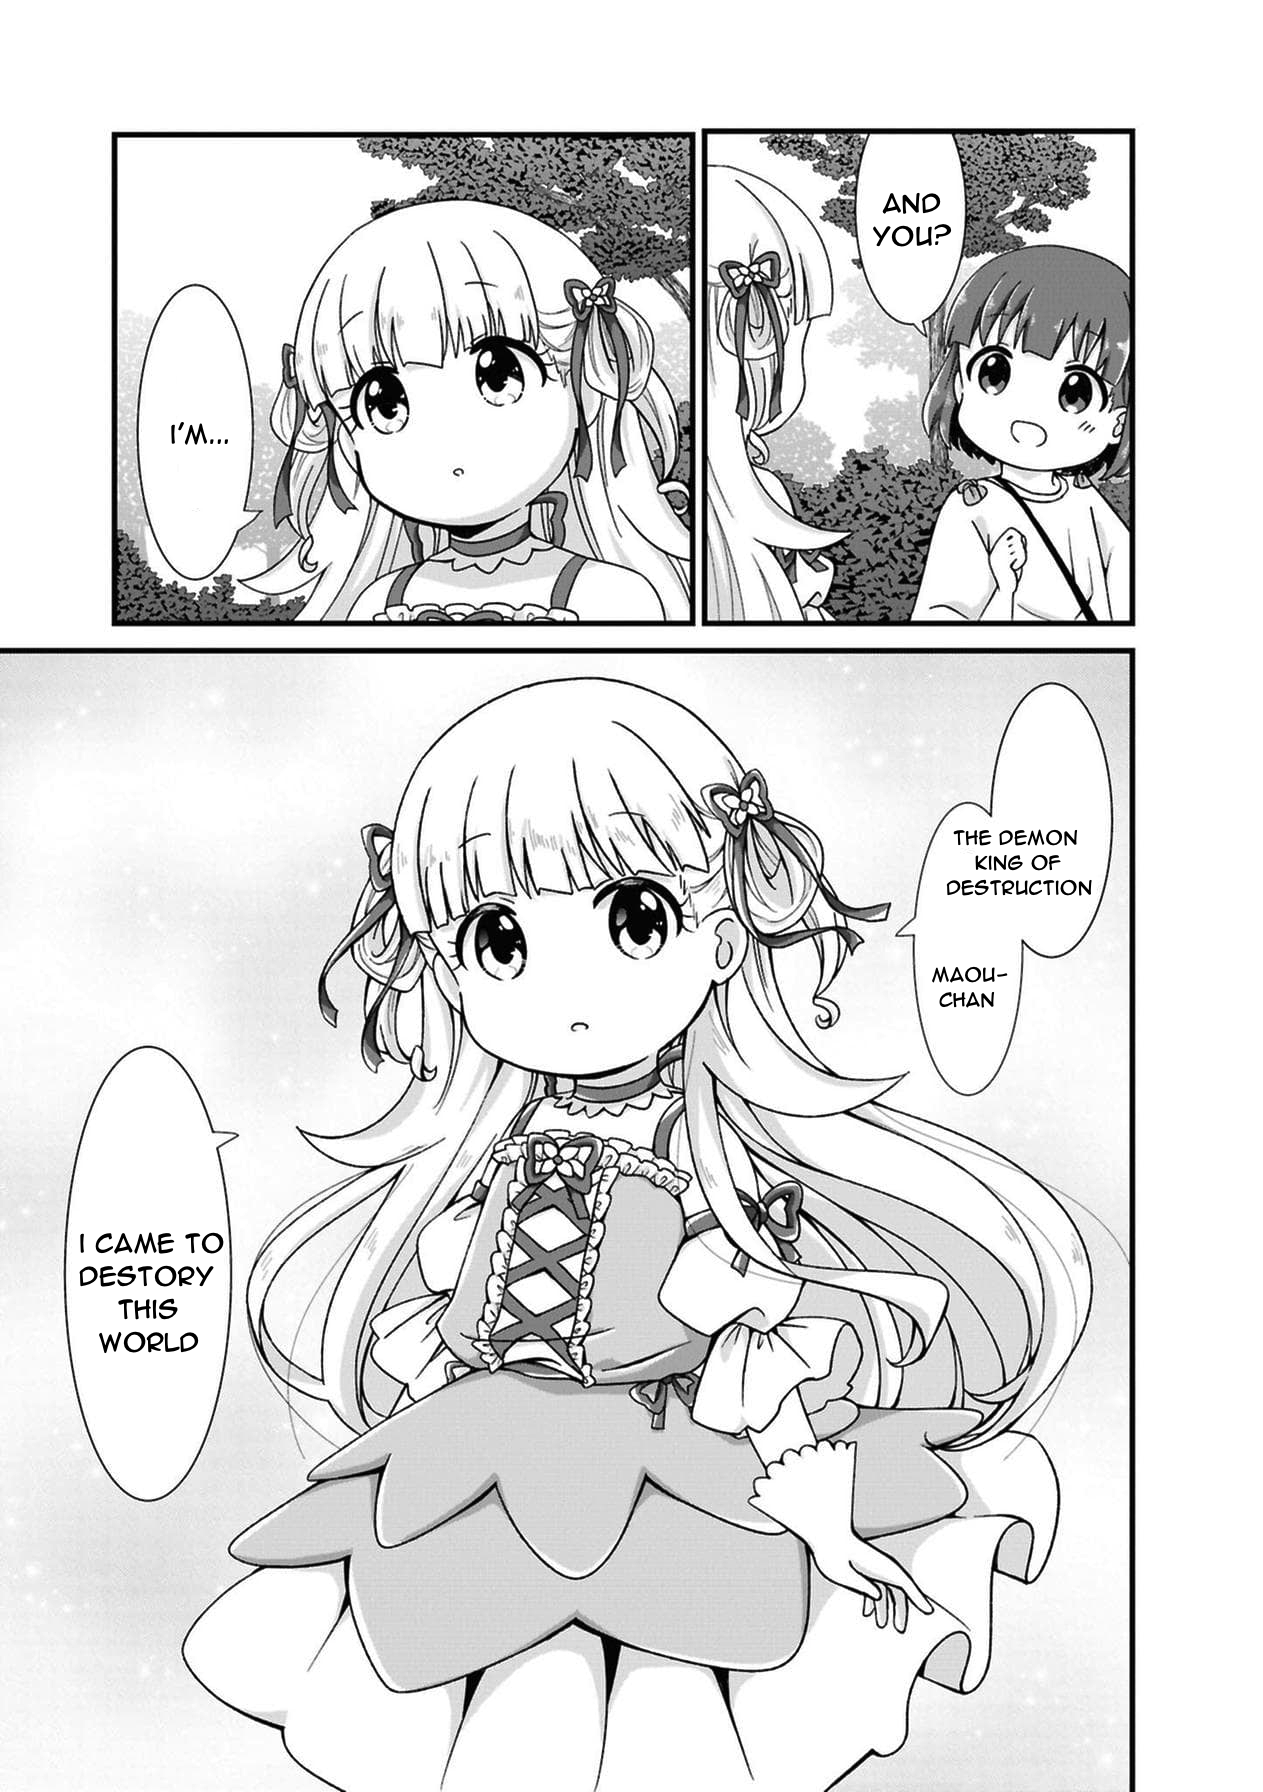 AND
YOU?
I'M...
THE DEMON
KING OF
DESTRUCTION
MAOU-
CHAN
I CAME TO
DESTORY
THIS
WORLD